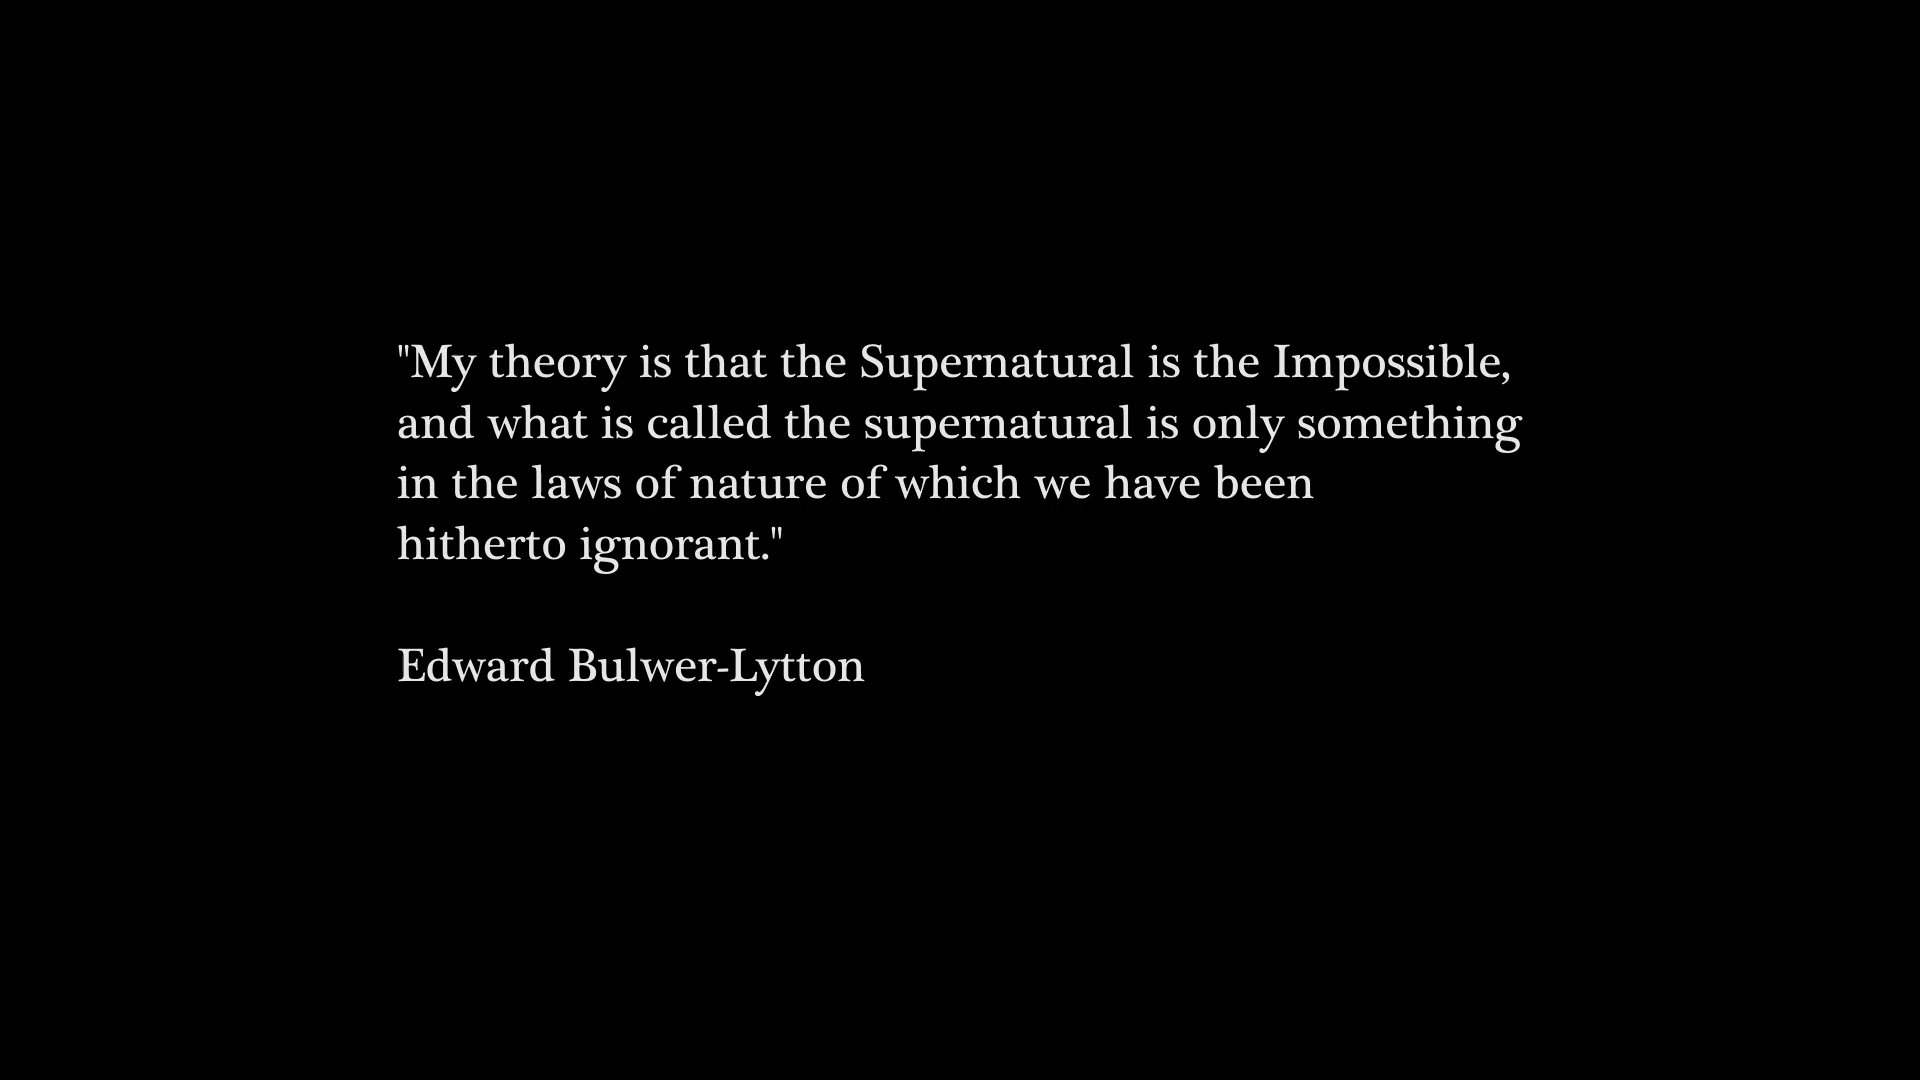 "My theory is that the Supernatural is the Impossible,
and what is called the supernatural is only something
in the laws of nature of which we have been
hitherto ignorant."
Edward Bulwer-Lytton